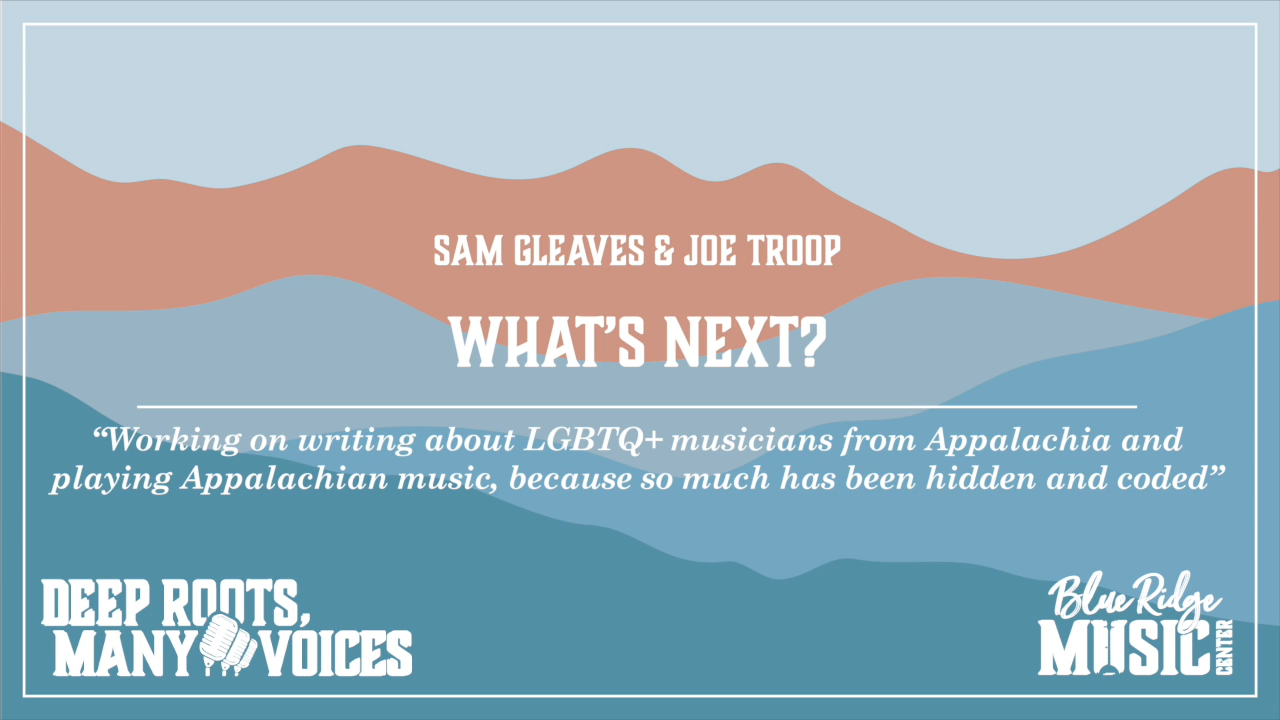 SAM GLEAVES & JOE TROOP
WHAT'S NEXT?
“Working on writing about LGBTQ+ musicians from Appalachia and
playing Appalachian music, because so much has been hidden and coded”
DEEP ROOTS,
MANY VOICES
Blue Ridge
MUSIC
CENTER